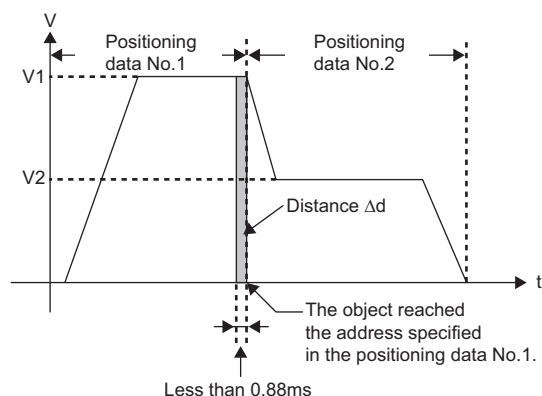 V
Positioning
data No.1
Positioning
data No.2
V1
V2
Distance Δd
t
The object reached
the address specified
in the positioning data No.1.
Less than 0.88ms